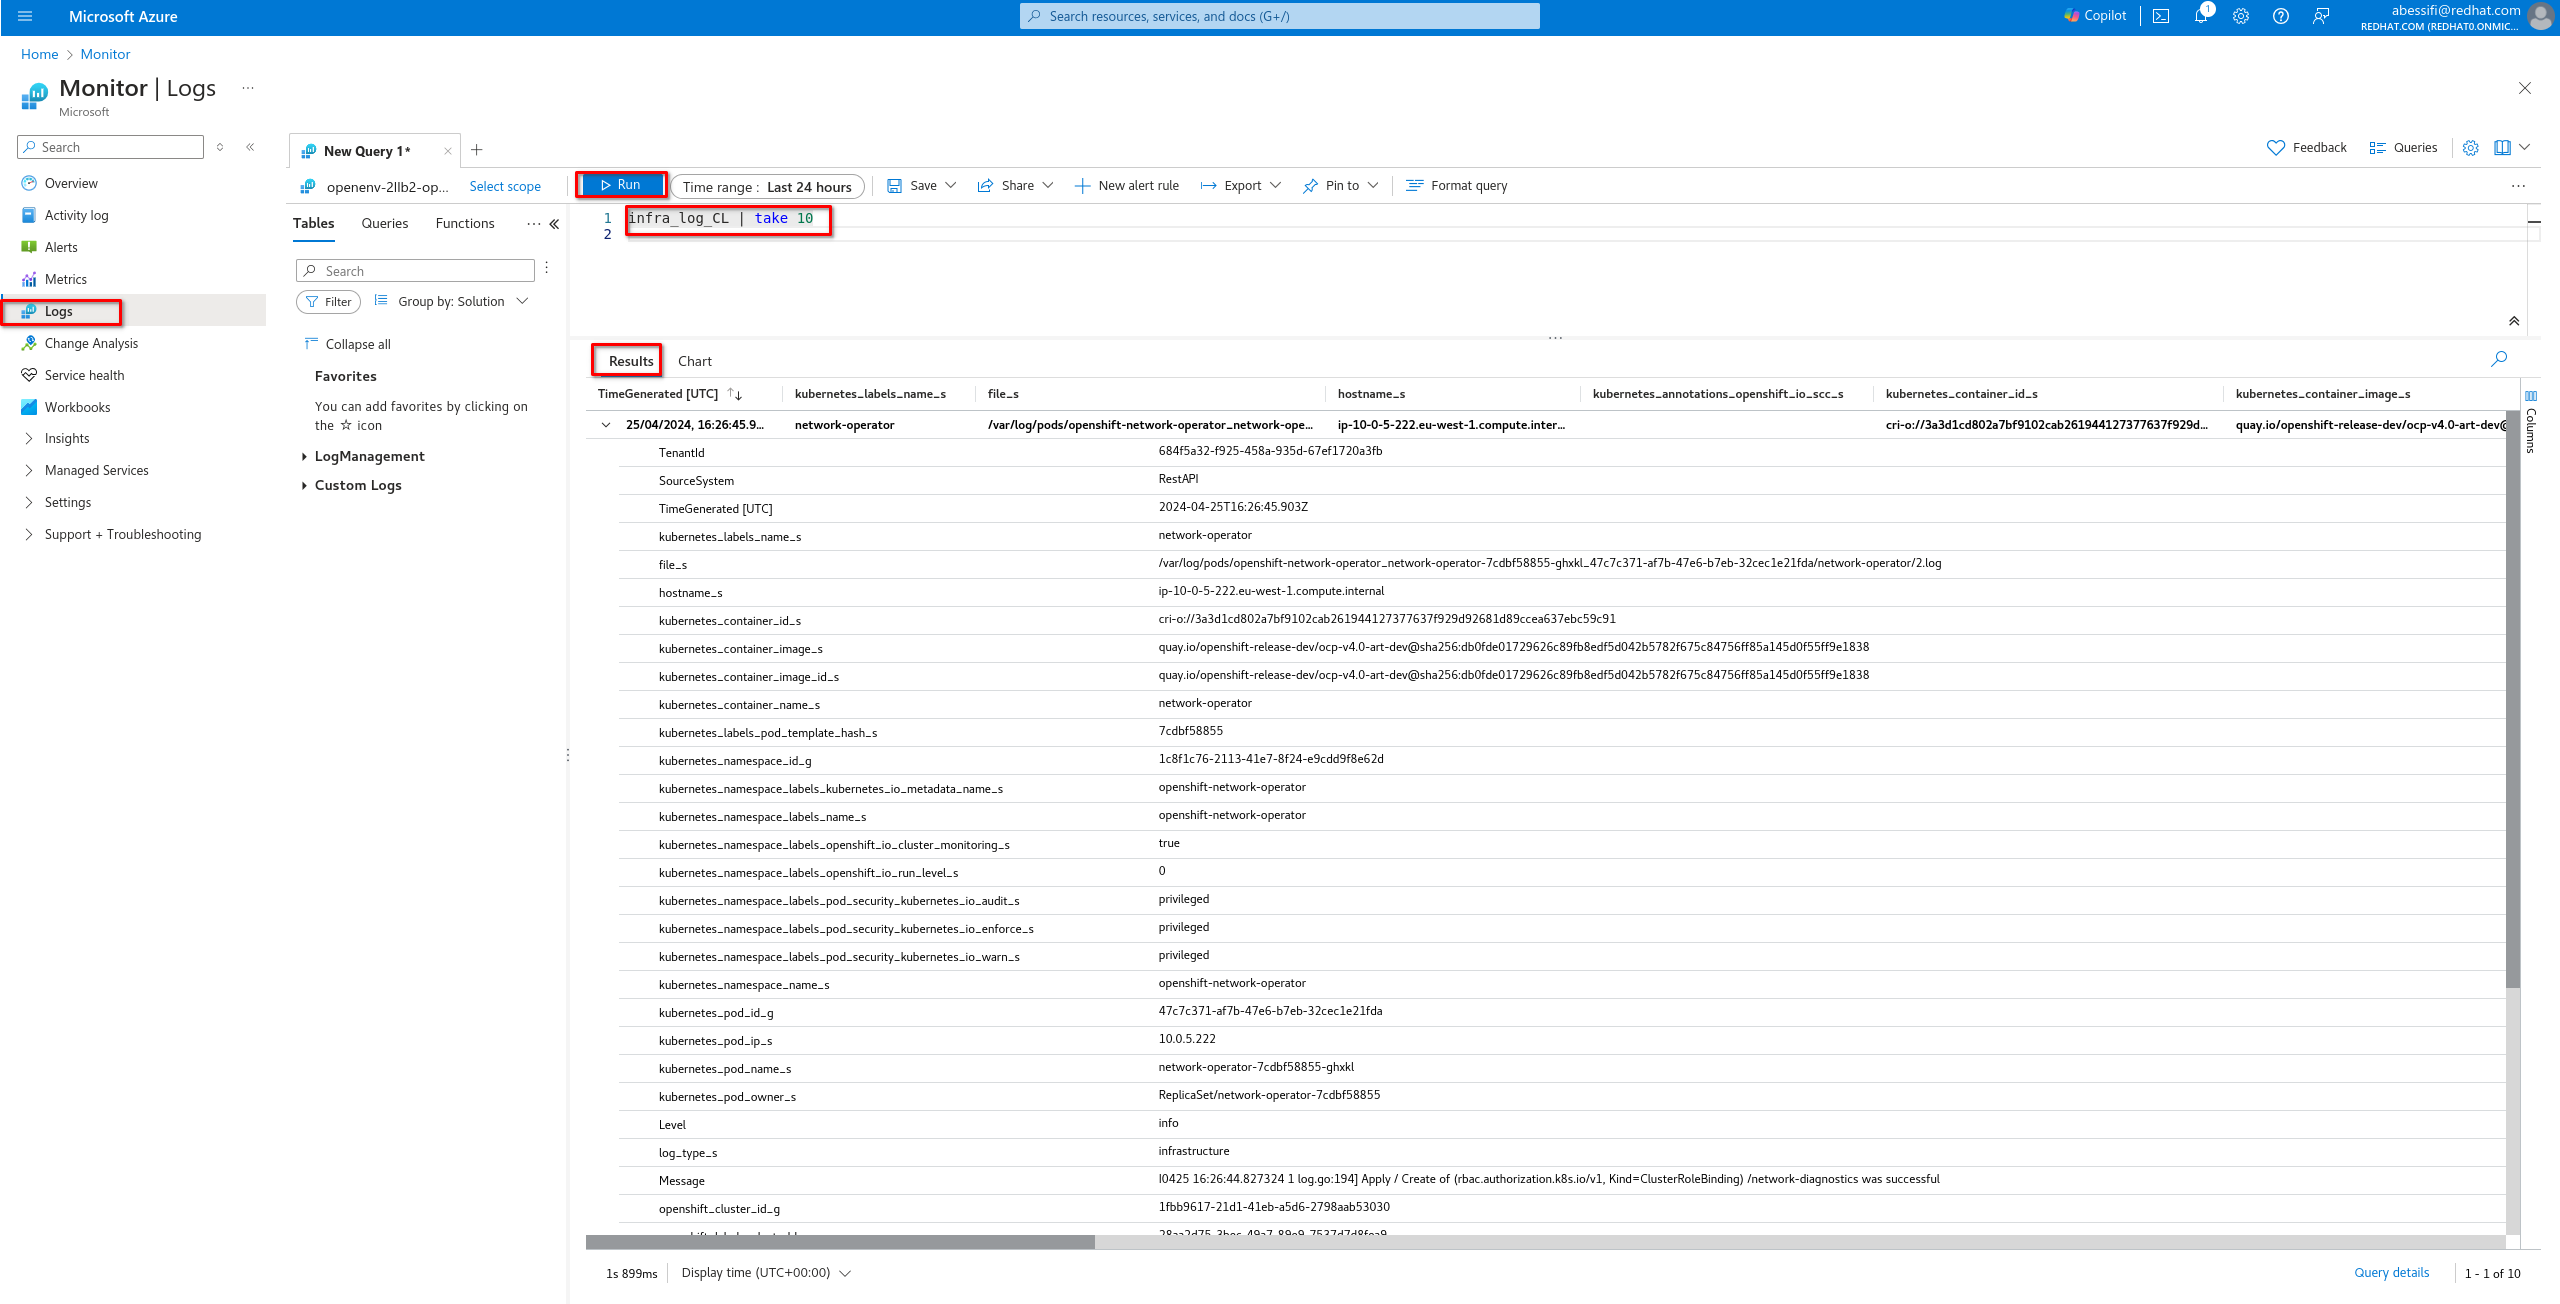 Microsoft Azure
Search resources, services, and docs (G+/)
Copilot
1
abessifi@redhat.com
REDHAT.COM (REDHAT0.ONMIC...
Home > Monitor
Monitor | Logs ...
Microsoft
Search
Overview
Activity log
Alerts
Metrics
Logs
Change Analysis
Service health
Workbooks
Insights
Managed Services
Settings
Support + Troubleshooting
New Query 1*
Feedback
Queries
openenv-2llb2-op...
Select scope
Run
Time range : Last 24 hours
Save
Share
New alert rule
Export
Pin to
Format query
Tables
Queries
Functions
Search
Filter
Group by: Solution
Collapse all
Favorites
You can add favorites by clicking on
the ☆ icon
LogManagement
Custom Logs
1 infra_log_CL | take 10
2
Results
Chart
TimeGenerated [UTC] kubernetes_labels_name_s file_s hostname_s kubernetes_annotations_openshift_io_scc_s kubernetes_container_id_s kubernetes_container_image_s
25/04/2024, 16:26:45.9... network-operator /var/log/pods/openshift-network-operator_network-ope... ip-10-0-5-222.eu-west-1.compute.inter... cri-o://3a3d1cd802a7bf9102cab261944127377637f929d... quay.io/openshift-release-dev/ocp-v4.0-art-dev@
Columns
TenantId 684f5a32-f925-458a-935d-67ef1720a3fb
SourceSystem RestAPI
TimeGenerated [UTC] 2024-04-25T16:26:45.903Z
kubernetes_labels_name_s network-operator
file_s /var/log/pods/openshift-network-operator_network-operator-7cdbf58855-ghxkl_47c7c371-af7b-47e6-b7eb-32cec1e21fda/network-operator/2.log
hostname_s ip-10-0-5-222.eu-west-1.compute.internal
kubernetes_container_id_s cri-o://3a3d1cd802a7bf9102cab261944127377637f929d92681d89ccea637ebc59c91
kubernetes_container_image_s quay.io/openshift-release-dev/ocp-v4.0-art-dev@sha256:db0fde01729626c89fb8edf5d042b5782f675c84756ff85a145d0f55ff9e1838
kubernetes_container_image_id_s quay.io/openshift-release-dev/ocp-v4.0-art-dev@sha256:db0fde01729626c89fb8edf5d042b5782f675c84756ff85a145d0f55ff9e1838
kubernetes_container_name_s network-operator
kubernetes_labels_pod_template_hash_s 7cdbf58855
kubernetes_namespace_id_g 1c8f1c76-2113-41e7-8f24-e9cdd9f8e62d
kubernetes_namespace_labels_kubernetes_io_metadata_name_s openshift-network-operator
kubernetes_namespace_labels_name_s openshift-network-operator
kubernetes_namespace_labels_openshift_io_cluster_monitoring_s true
kubernetes_namespace_labels_openshift_io_run_level_s 0
kubernetes_namespace_labels_pod_security_kubernetes_io_audit_s privileged
kubernetes_namespace_labels_pod_security_kubernetes_io_enforce_s privileged
kubernetes_namespace_labels_pod_security_kubernetes_io_warn_s privileged
kubernetes_namespace_name_s openshift-network-operator
kubernetes_pod_id_g 47c7c371-af7b-47e6-b7eb-32cec1e21fda
kubernetes_pod_ip_s 10.0.5.222
kubernetes_pod_name_s network-operator-7cdbf58855-ghxkl
kubernetes_pod_owner_s ReplicaSet/network-operator-7cdbf58855
Level info
log_type_s infrastructure
Message I0425 16:26:44.827324 1 log.go:194] Apply / Create of (rbac.authorization.k8s.io/v1, Kind=ClusterRoleBinding) /network-diagnostics was successful
openshift_cluster_id_g 1fbb9617-21d1-41eb-a5d6-2798aab53030
1s 899ms
Display time (UTC+00:00)
Query details
1 - 1 of 10